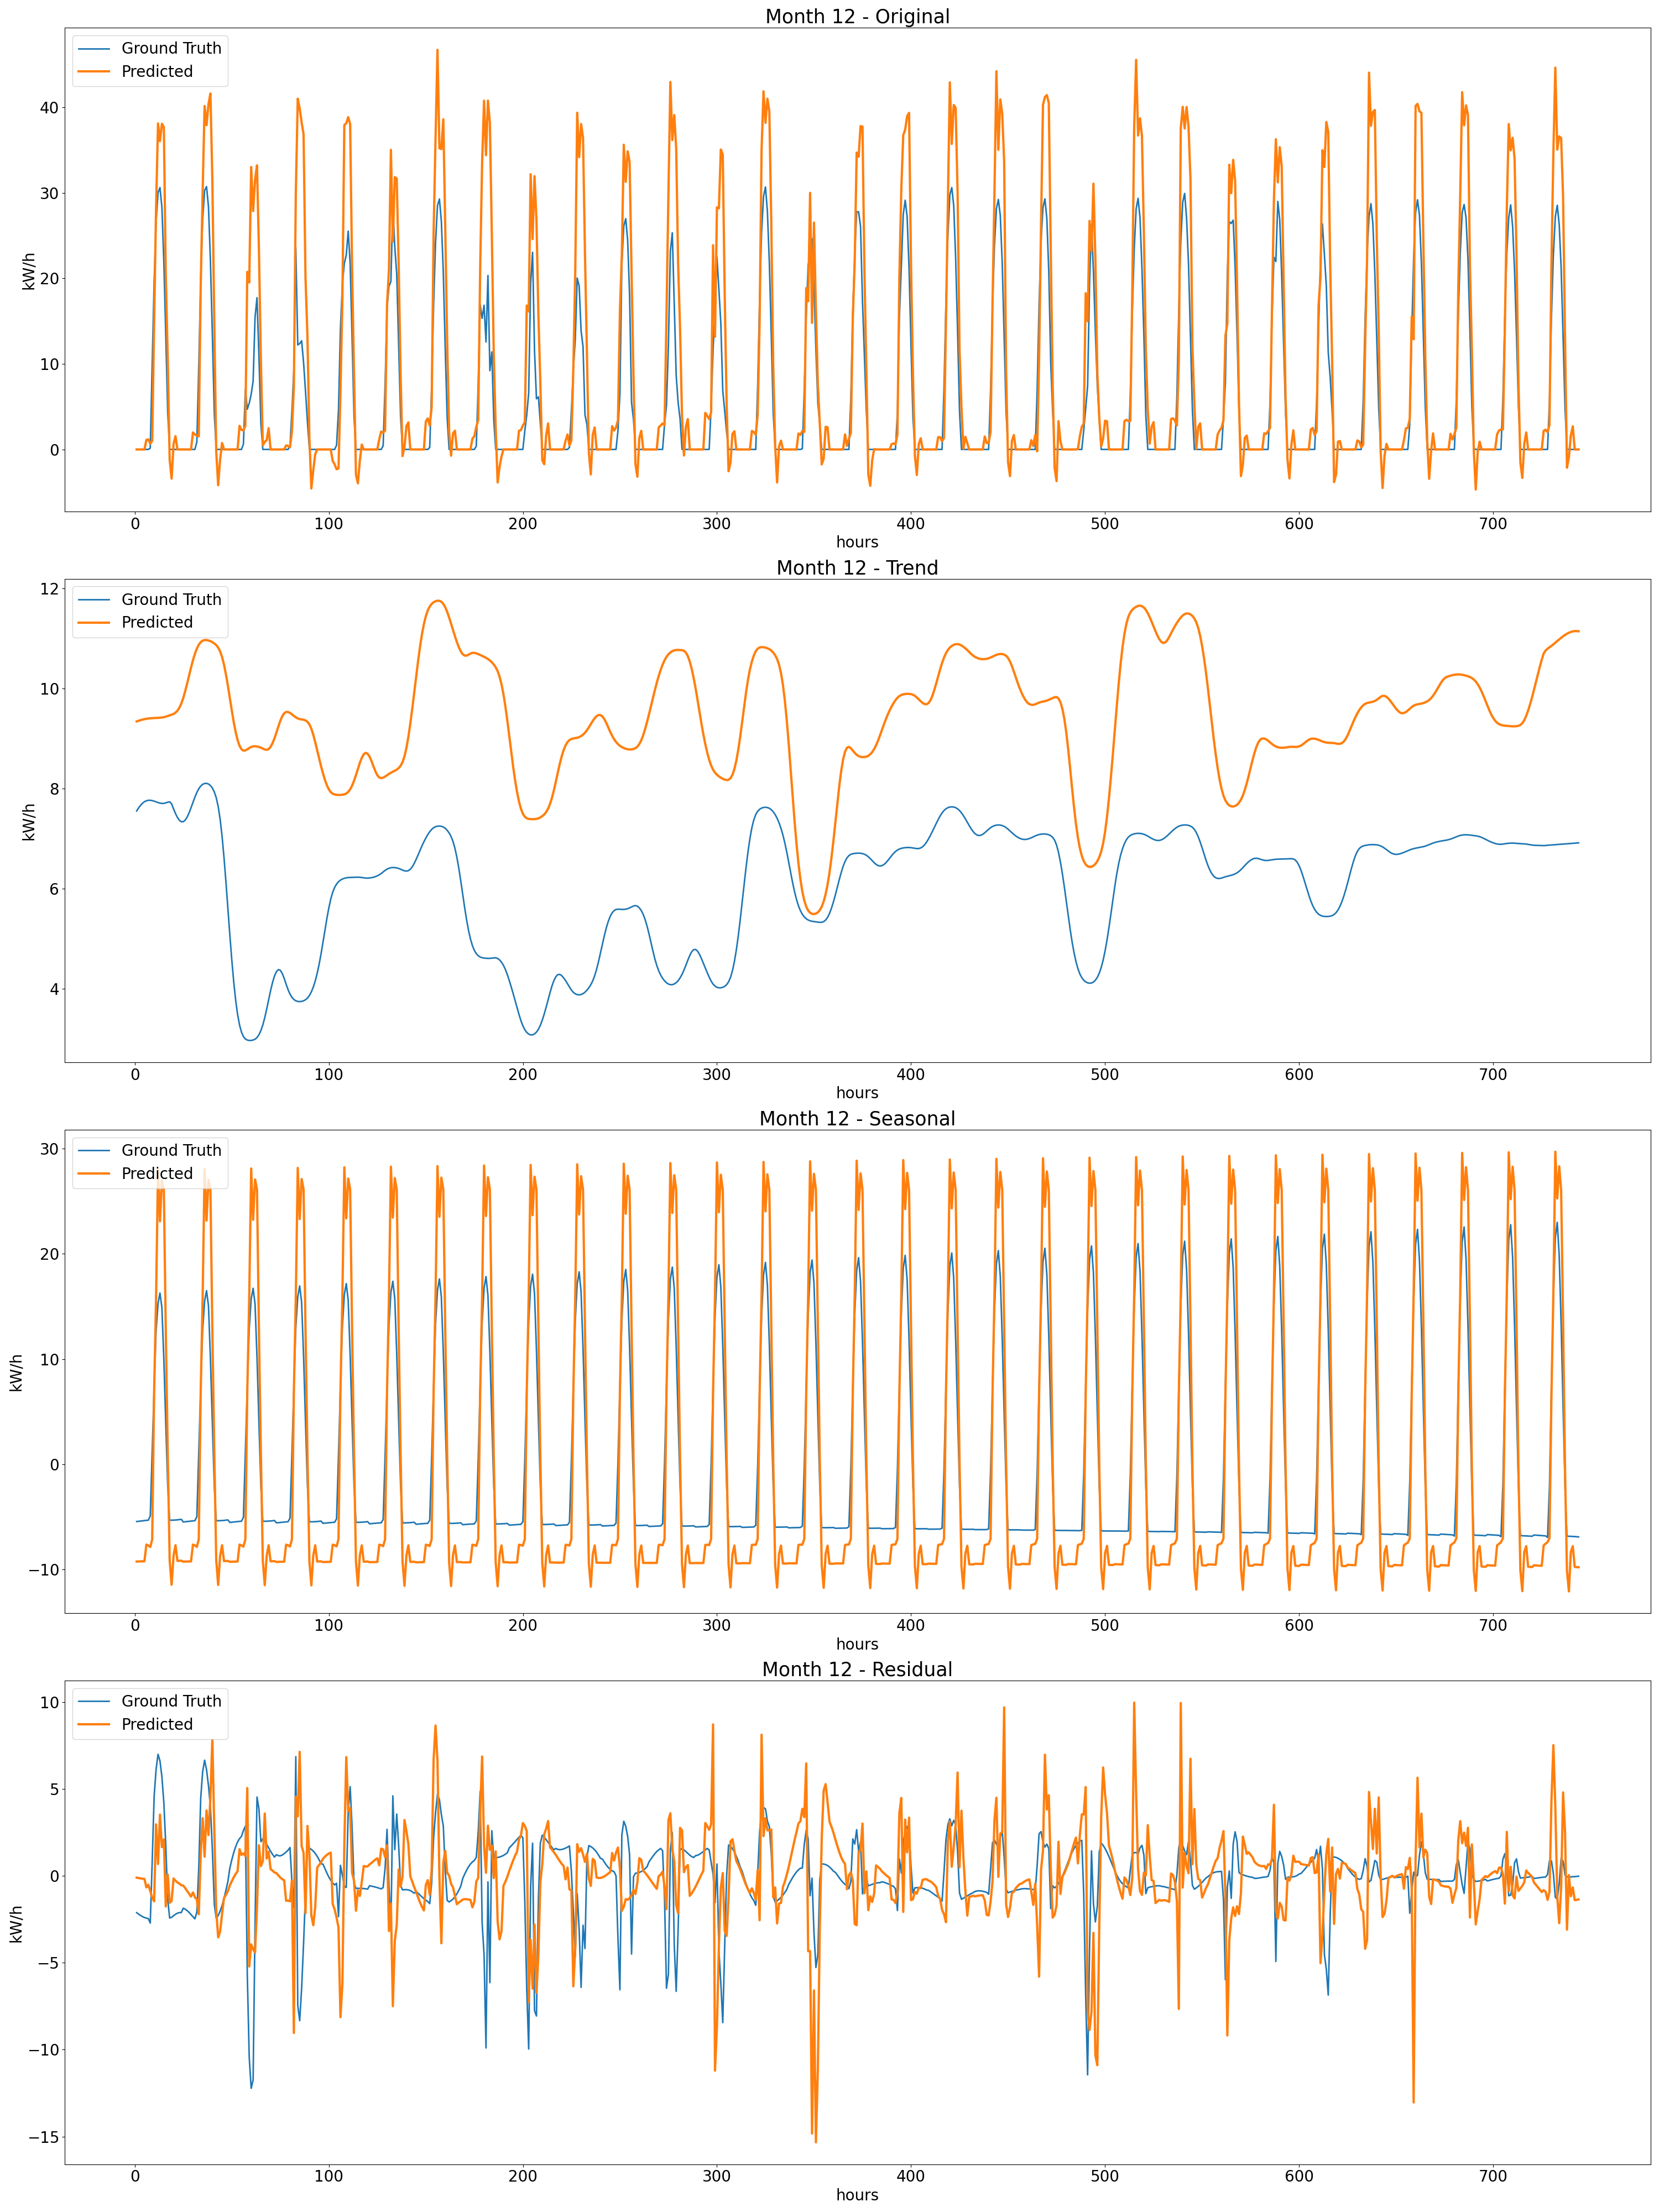 Month 12 - Original
Ground Truth
Predicted
kW/h
40
30
20
10
0
0 100 200 300 400 500 600 700
hours
Month 12 - Trend
Ground Truth
Predicted
kW/h
12
10
8
6
4
0 100 200 300 400 500 600 700
hours
Month 12 - Seasonal
Ground Truth
Predicted
kW/h
30
20
10
0
−10
0 100 200 300 400 500 600 700
hours
Month 12 - Residual
Ground Truth
Predicted
kW/h
10
5
0
−5
−10
−15
0 100 200 300 400 500 600 700
hours